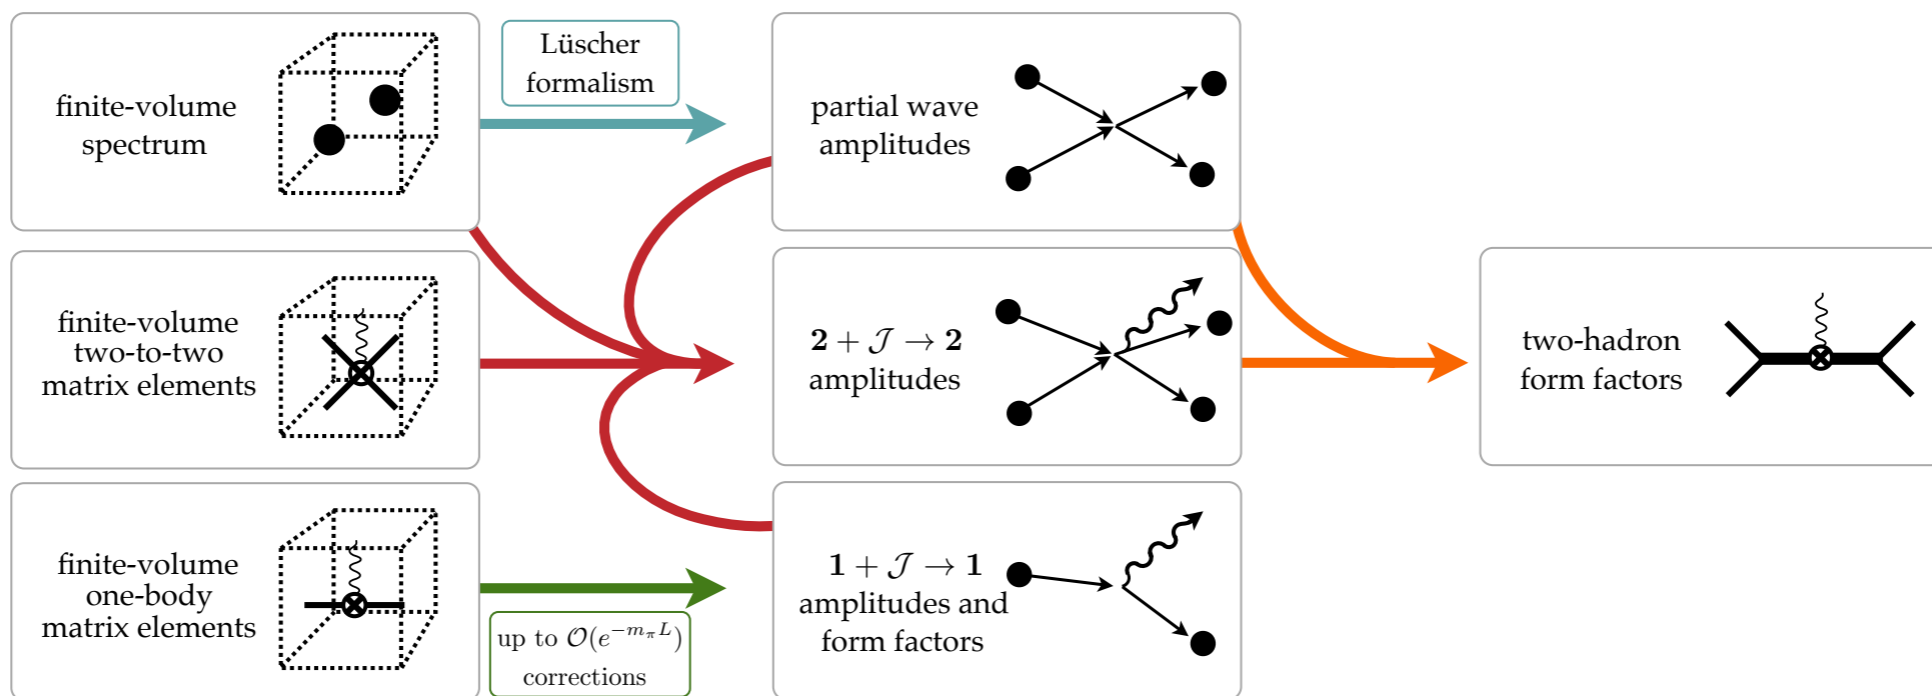 finite-volume
spectrum
Lüscher
formalism
partial wave
amplitudes
finite-volume
two-to-two
matrix elements
2 + 𝒥 → 2
amplitudes
two-hadron
form factors
finite-volume
one-body
matrix elements
up to 𝒪(e^{-m_π L})
corrections
1 + 𝒥 → 1
amplitudes and
form factors